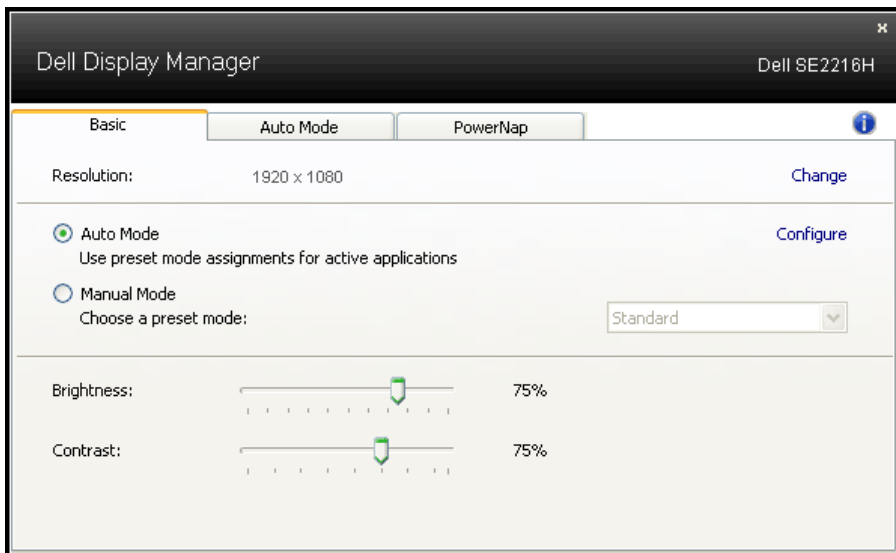 Dell Display Manager
Dell SE2216H
Basic
Auto Mode
PowerNap
Resolution: 1920 x 1080 Change
Auto Mode Configure
Use preset mode assignments for active applications
Manual Mode
Choose a preset mode: Standard
Brightness: 75%
Contrast: 75%